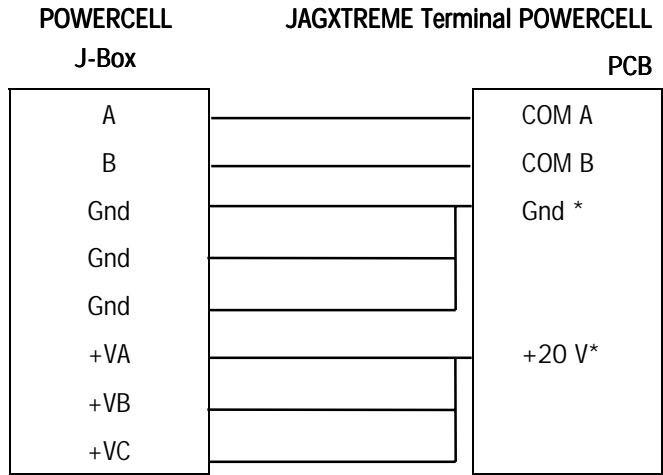 POWERCELL
J-Box
JAGXTREME Terminal POWERCELL
PCB
A
B
Gnd
Gnd
Gnd
+VA
+VB
+VC
COM A
COM B
Gnd *
+20 V*